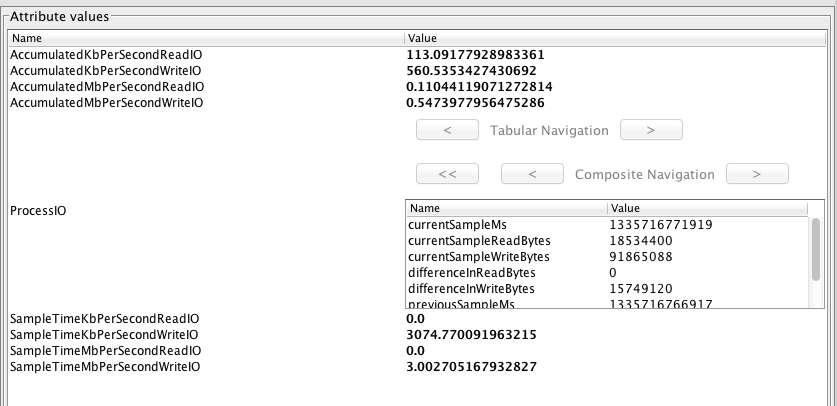 Attribute values
Name Value
AccumulatedKbPerSecondReadIO 113.09177928983361
AccumulatedKbPerSecondWriteIO 560.5353427430692
AccumulatedMbPerSecondReadIO 0.11044119071272814
AccumulatedMbPerSecondWriteIO 0.5473977956475286
< Tabular Navigation >
<< < Composite Navigation >
ProcessIO
Name Value
currentSampleMs 1335716771919
currentSampleReadBytes 18534400
currentSampleWriteBytes 91865088
differenceInReadBytes 0
differenceInWriteBytes 15749120
previousSampleMs 1335716766917
SampleTimeKbPerSecondReadIO 0.0
SampleTimeKbPerSecondWriteIO 3074.770091963215
SampleTimeMbPerSecondReadIO 0.0
SampleTimeMbPerSecondWriteIO 3.002705167932827